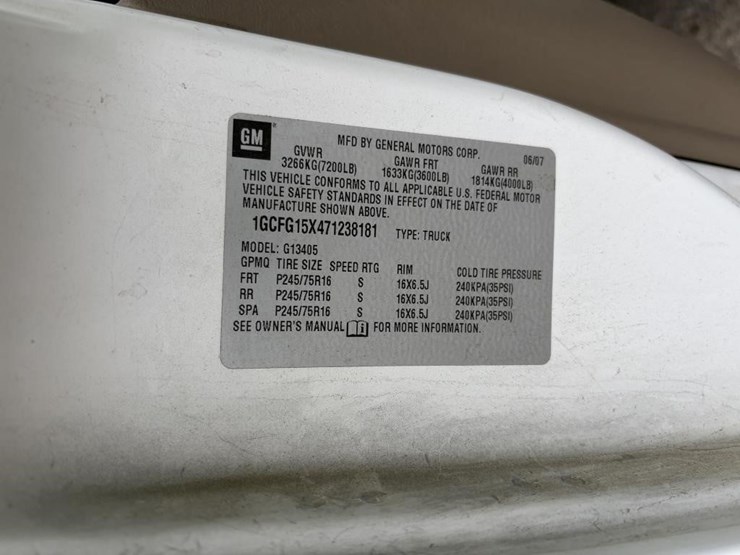 GM
MFD BY GENERAL MOTORS CORP. 06/07
GVWR GAWR FRT GAWR RR
3266KG(7200LB) 1633KG(3600LB) 1814KG(4000LB)
THIS VEHICLE CONFORMS TO ALL APPLICABLE U.S. FEDERAL MOTOR
VEHICLE SAFETY STANDARDS IN EFFECT ON THE DATE OF
MANUFACTURE SHOWN ABOVE.
1GCFG15X471238181 TYPE: TRUCK
MODEL: G13405
GPMQ TIRE SIZE SPEED RTG RIM COLD TIRE PRESSURE
FRT P245/75R16 S 16X6.5J 240KPA(35PSI)
RR P245/75R16 S 16X6.5J 240KPA(35PSI)
SPA P245/75R16 S 16X6.5J 240KPA(35PSI)
SEE OWNER'S MANUAL FOR MORE INFORMATION.